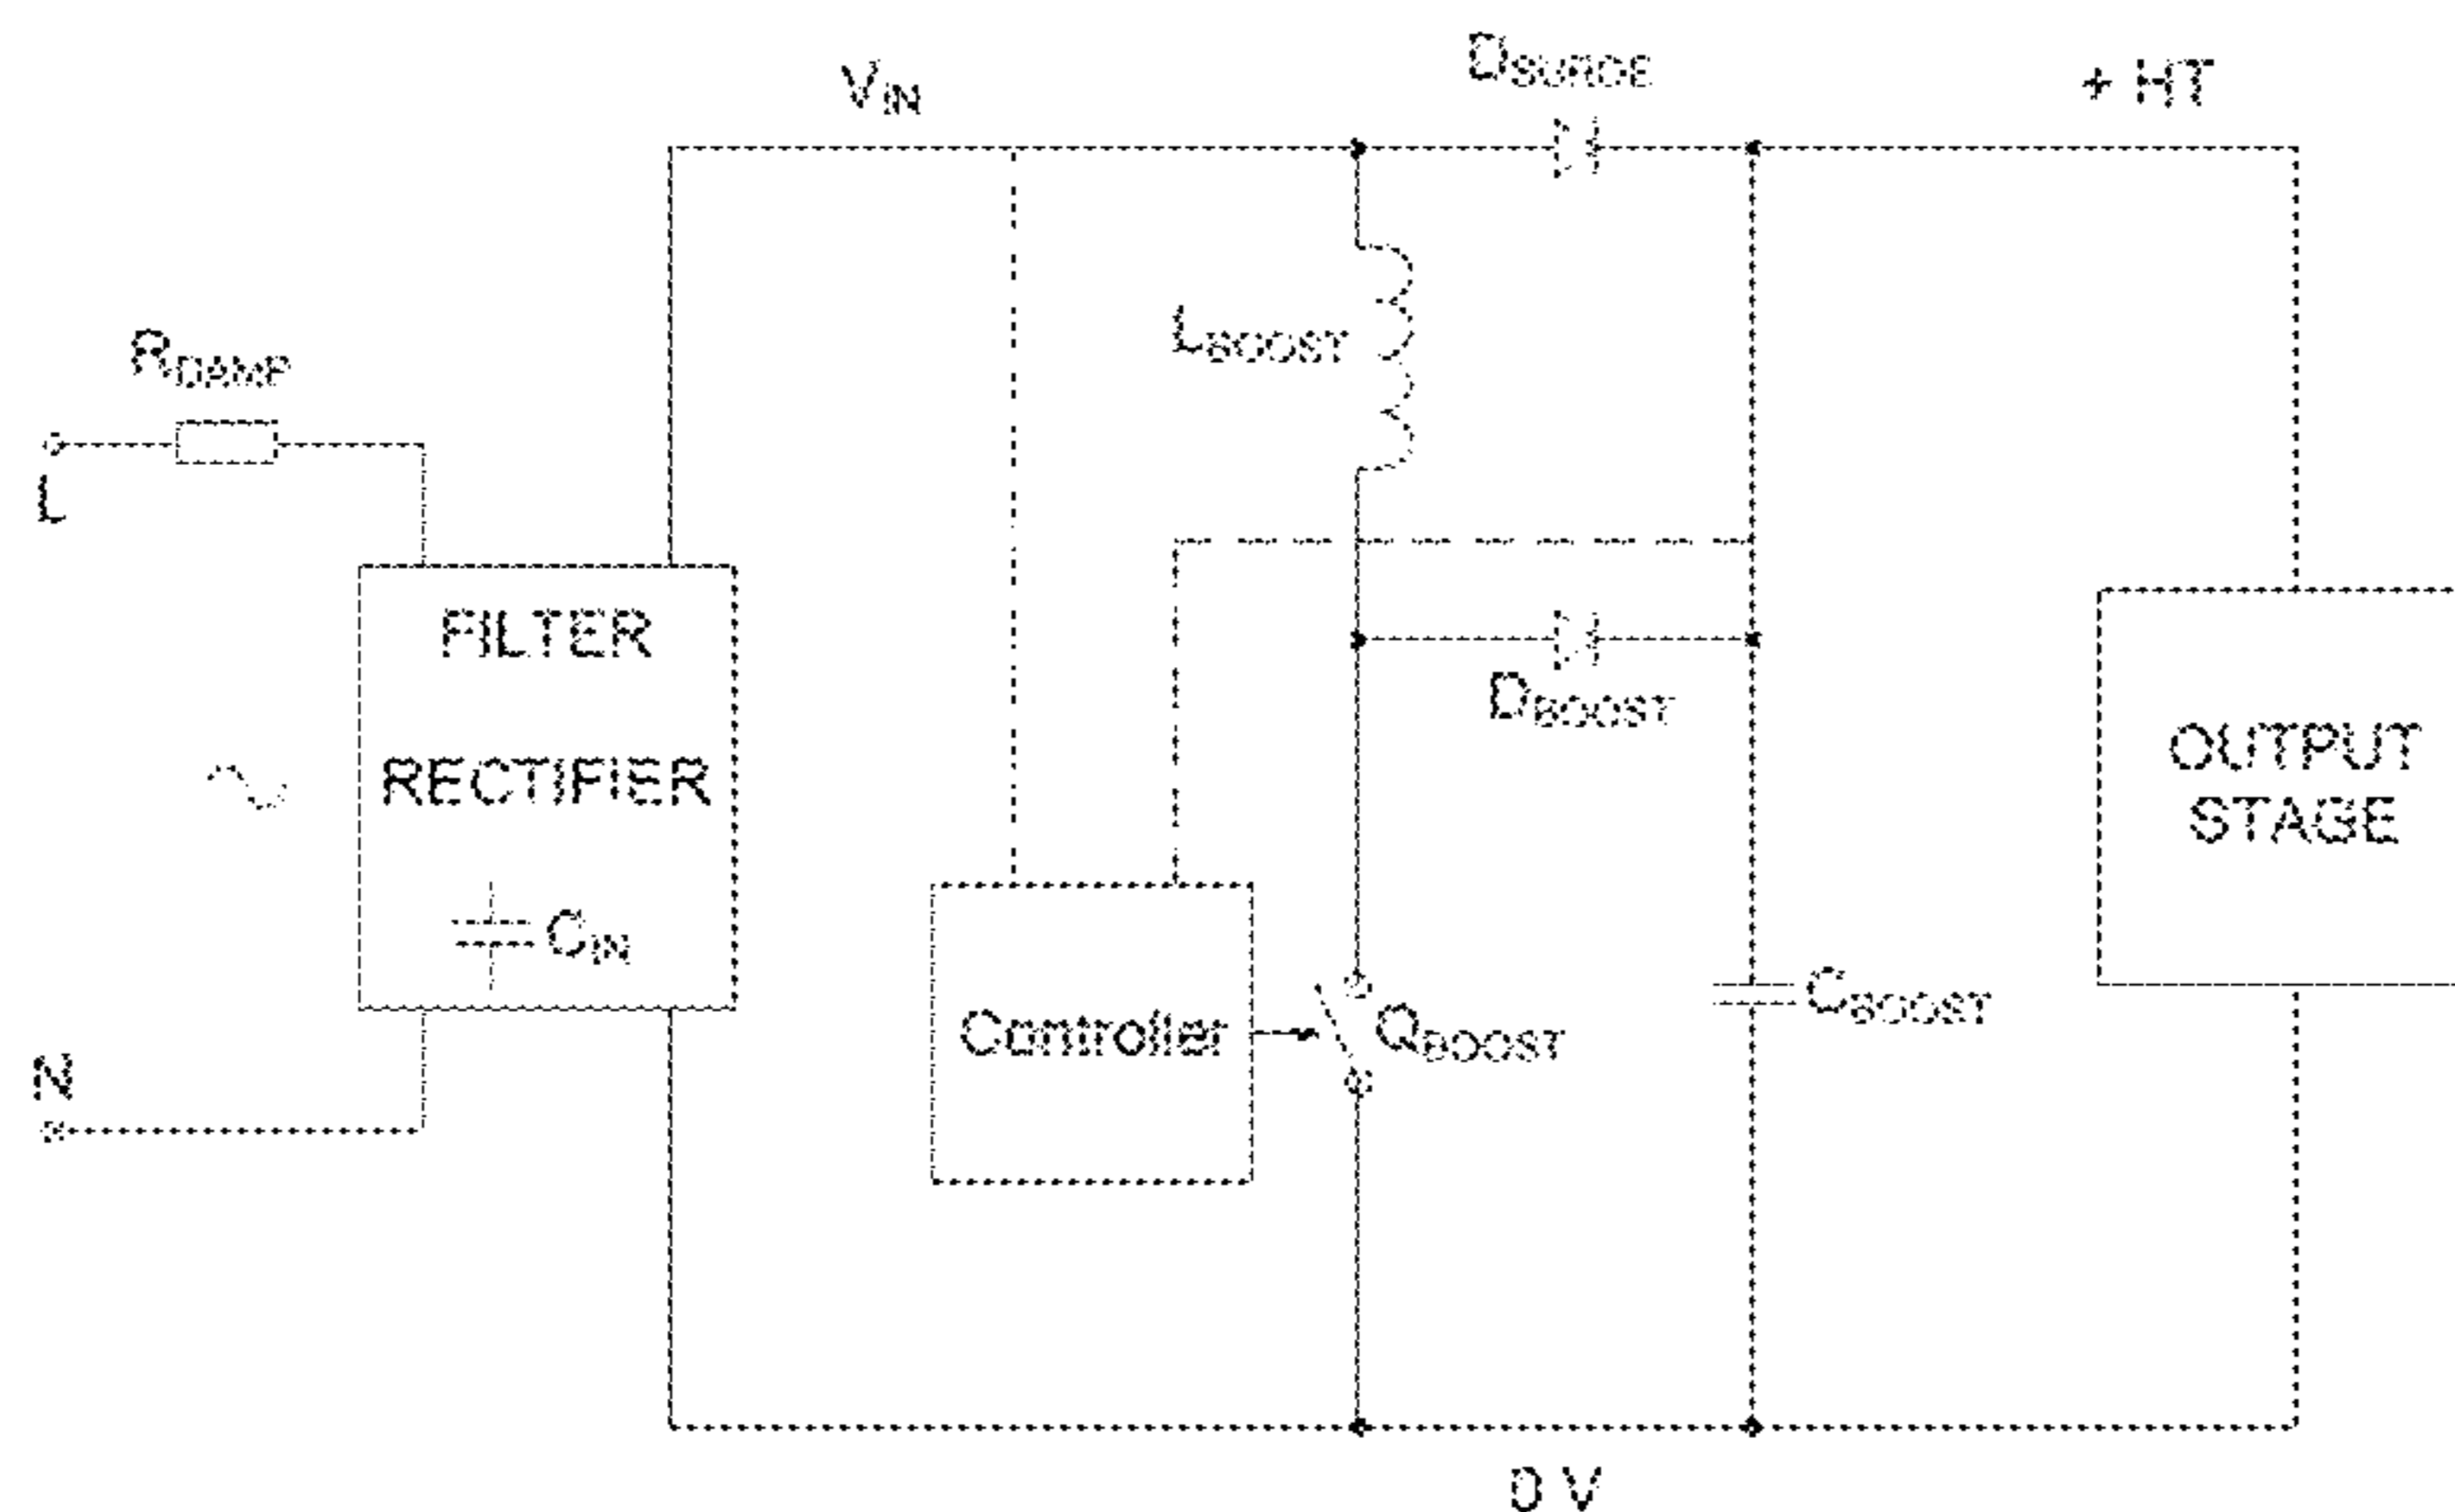 V_IN
D_SURGE
+ HT
R_DAMP
L_BOOST
L
FILTER
RECTIFIER
D_BOOST
OUTPUT
STAGE
C_IN
C_BOOST
Controller
Q_BOOST
N
0 V